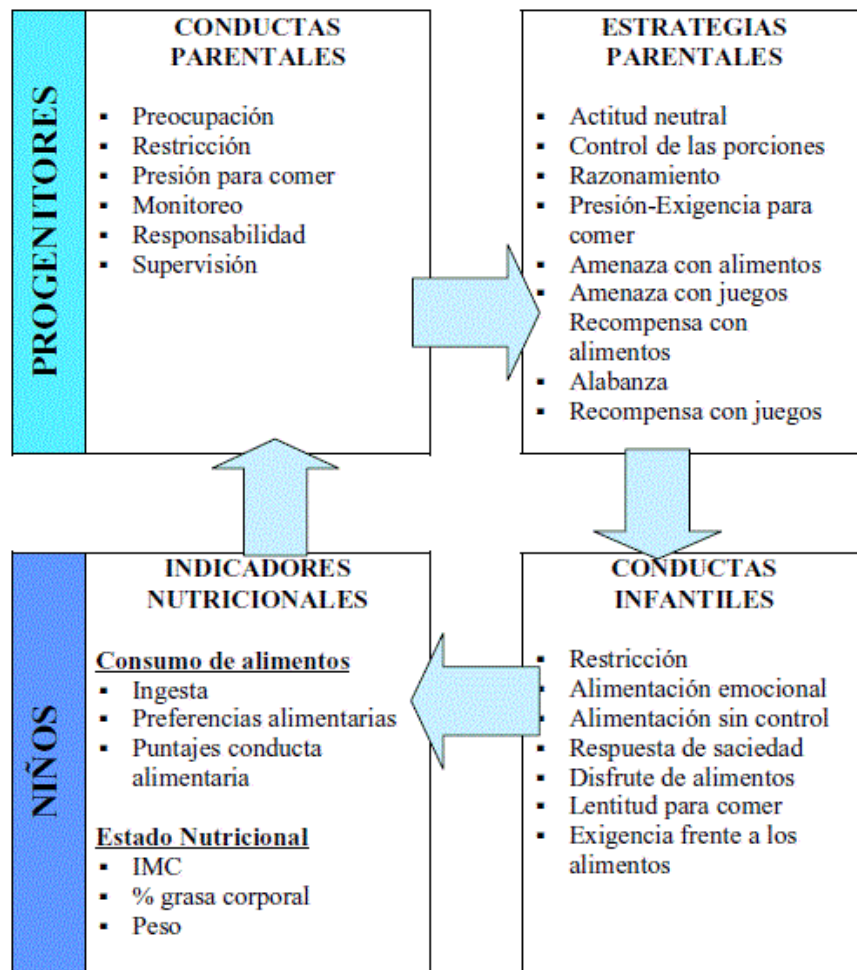 PROGENITORES
CONDUCTAS
PARENTALES
▪ Preocupación
▪ Restricción
▪ Presión para comer
▪ Monitoreo
▪ Responsabilidad
▪ Supervisión
ESTRATEGIAS
PARENTALES
▪ Actitud neutral
▪ Control de las porciones
▪ Razonamiento
▪ Presión-Exigencia para
comer
▪ Amenaza con alimentos
▪ Amenaza con juegos
Recompensa con
alimentos
▪ Alabanza
▪ Recompensa con juegos
NIÑOS
INDICADORES
NUTRICIONALES
Consumo de alimentos
▪ Ingesta
▪ Preferencias alimentarias
▪ Puntajes conducta
alimentaria
Estado Nutricional
▪ IMC
▪ % grasa corporal
▪ Peso
CONDUCTAS
INFANTILES
▪ Restricción
Alimentación emocional
Alimentación sin control
▪ Respuesta de saciedad
▪ Disfrute de alimentos
▪ Lentitud para comer
▪ Exigencia frente a los
alimentos